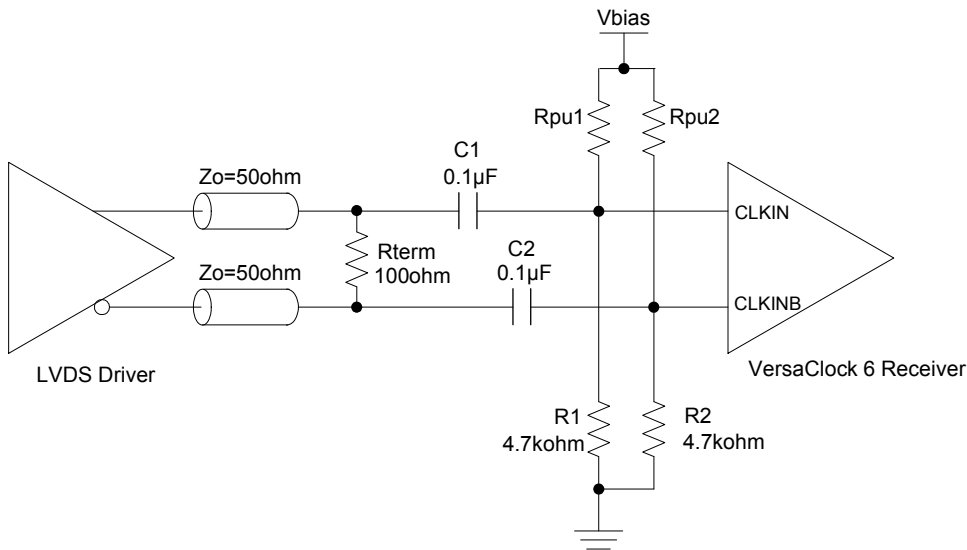 Vbias
Rpu1
Rpu2
C1
0.1µF
Zo=50ohm
CLKIN
Rterm
100ohm
C2
0.1µF
Zo=50ohm
CLKINB
LVDS Driver
VersaClock 6 Receiver
R1
4.7kohm
R2
4.7kohm